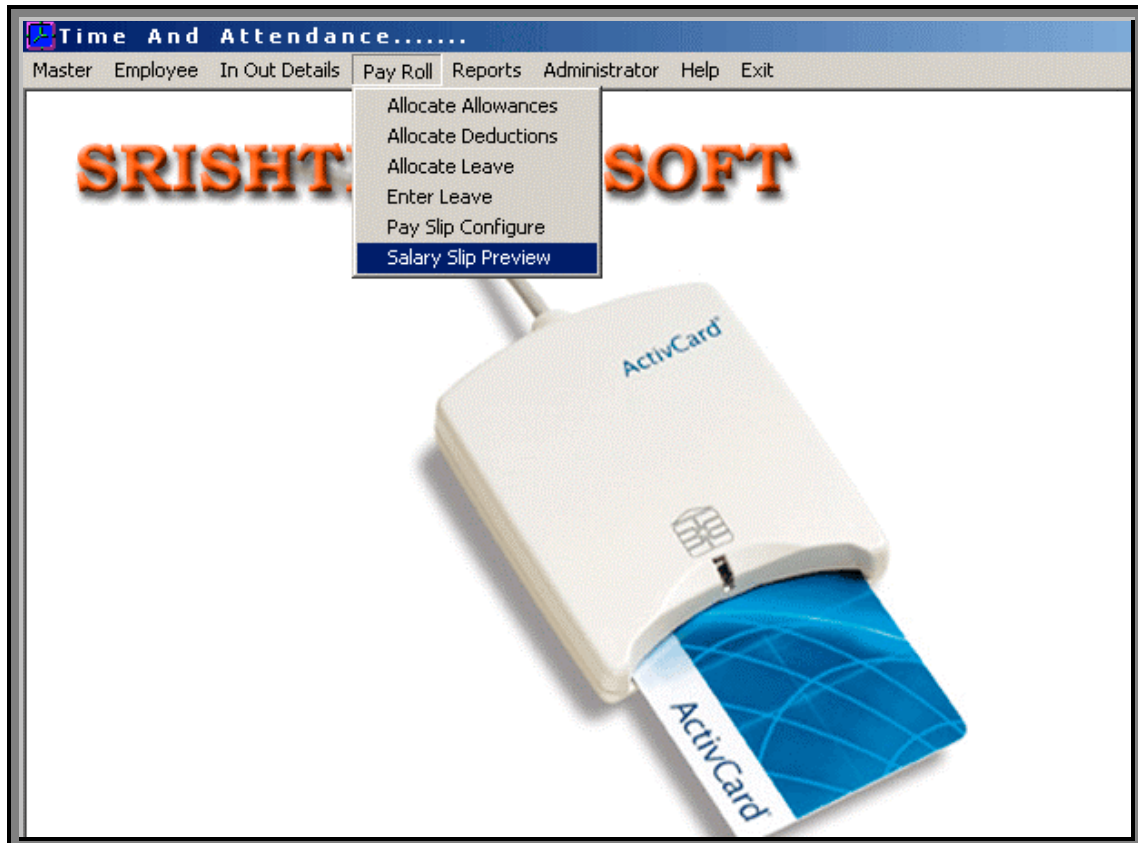 Time And Attendance.......
Master Employee In Out Details Pay Roll Reports Administrator Help Exit
Allocate Allowances
Allocate Deductions
Allocate Leave
Enter Leave
Pay Slip Configure
Salary Slip Preview
SRISHT SOFT
ActivCard
ActivCard